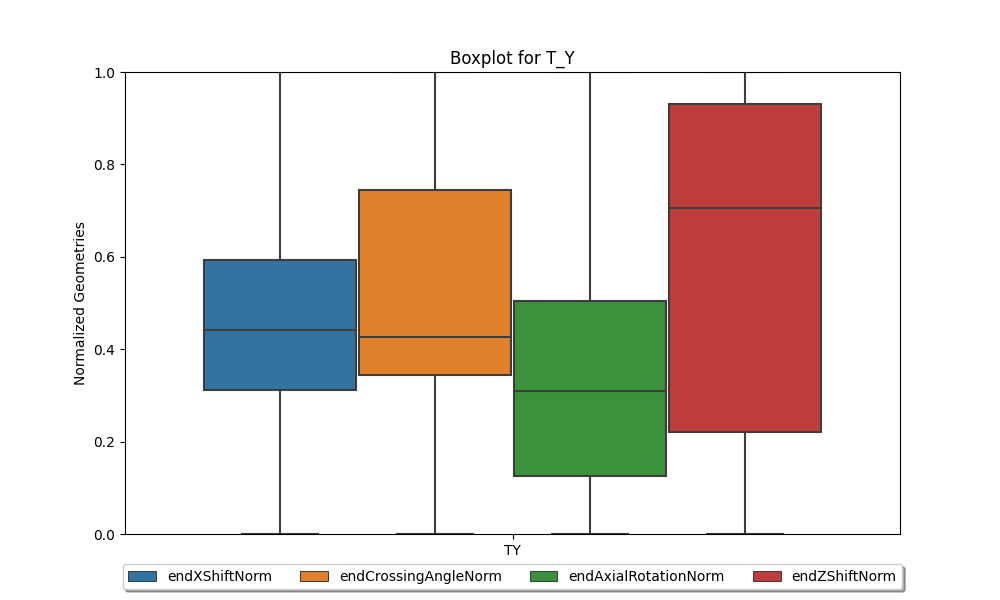 Boxplot for T_Y
Normalized Geometries
1.0
0.8
0.6
0.4
0.2
0.0
TY
endXShiftNorm endCrossingAngleNorm endAxialRotationNorm endZShiftNorm